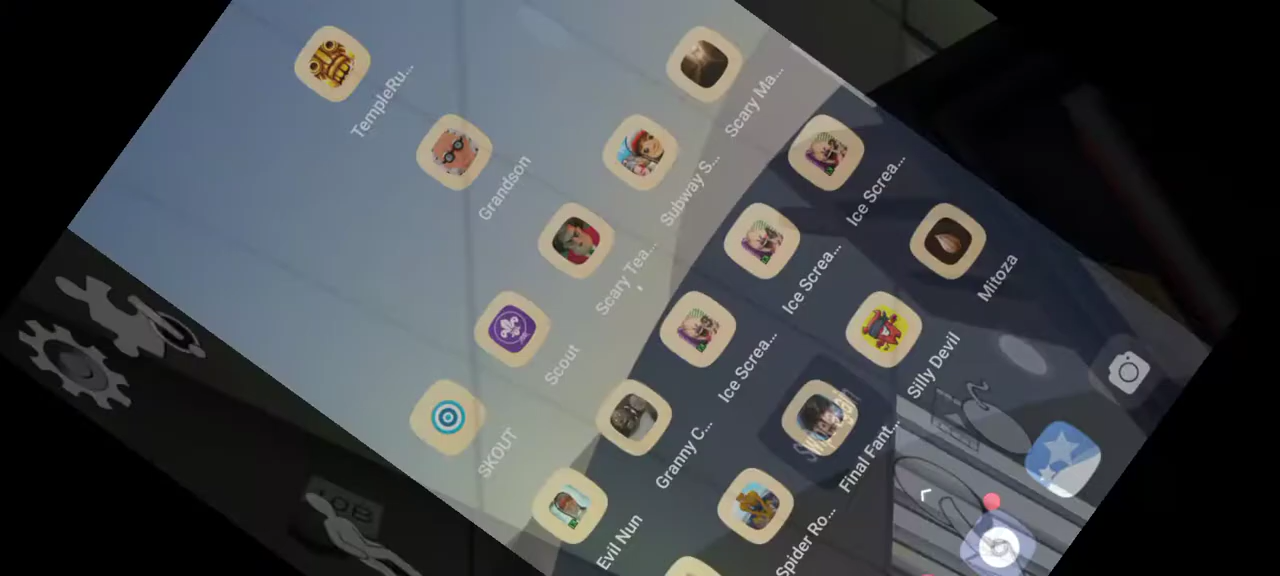 TempleRu...
Grandson
Scary Tea...
Scout
SKOUT
Scary Ma...
Subway S...
Ice Screa...
Ice Screa...
Ice Screa...
Granny C...
Evil Nun
Mitoza
Silly Devil
Final Fant...
Spider Ro...